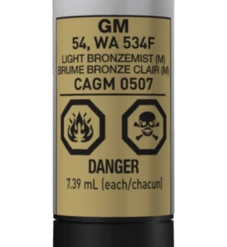 GM
54, WA 534F
LIGHT BRONZEMIST (M)
BRUME BRONZE CLAIR (M)
CAGM 0507
DANGER
7.39 mL (each/chacun)